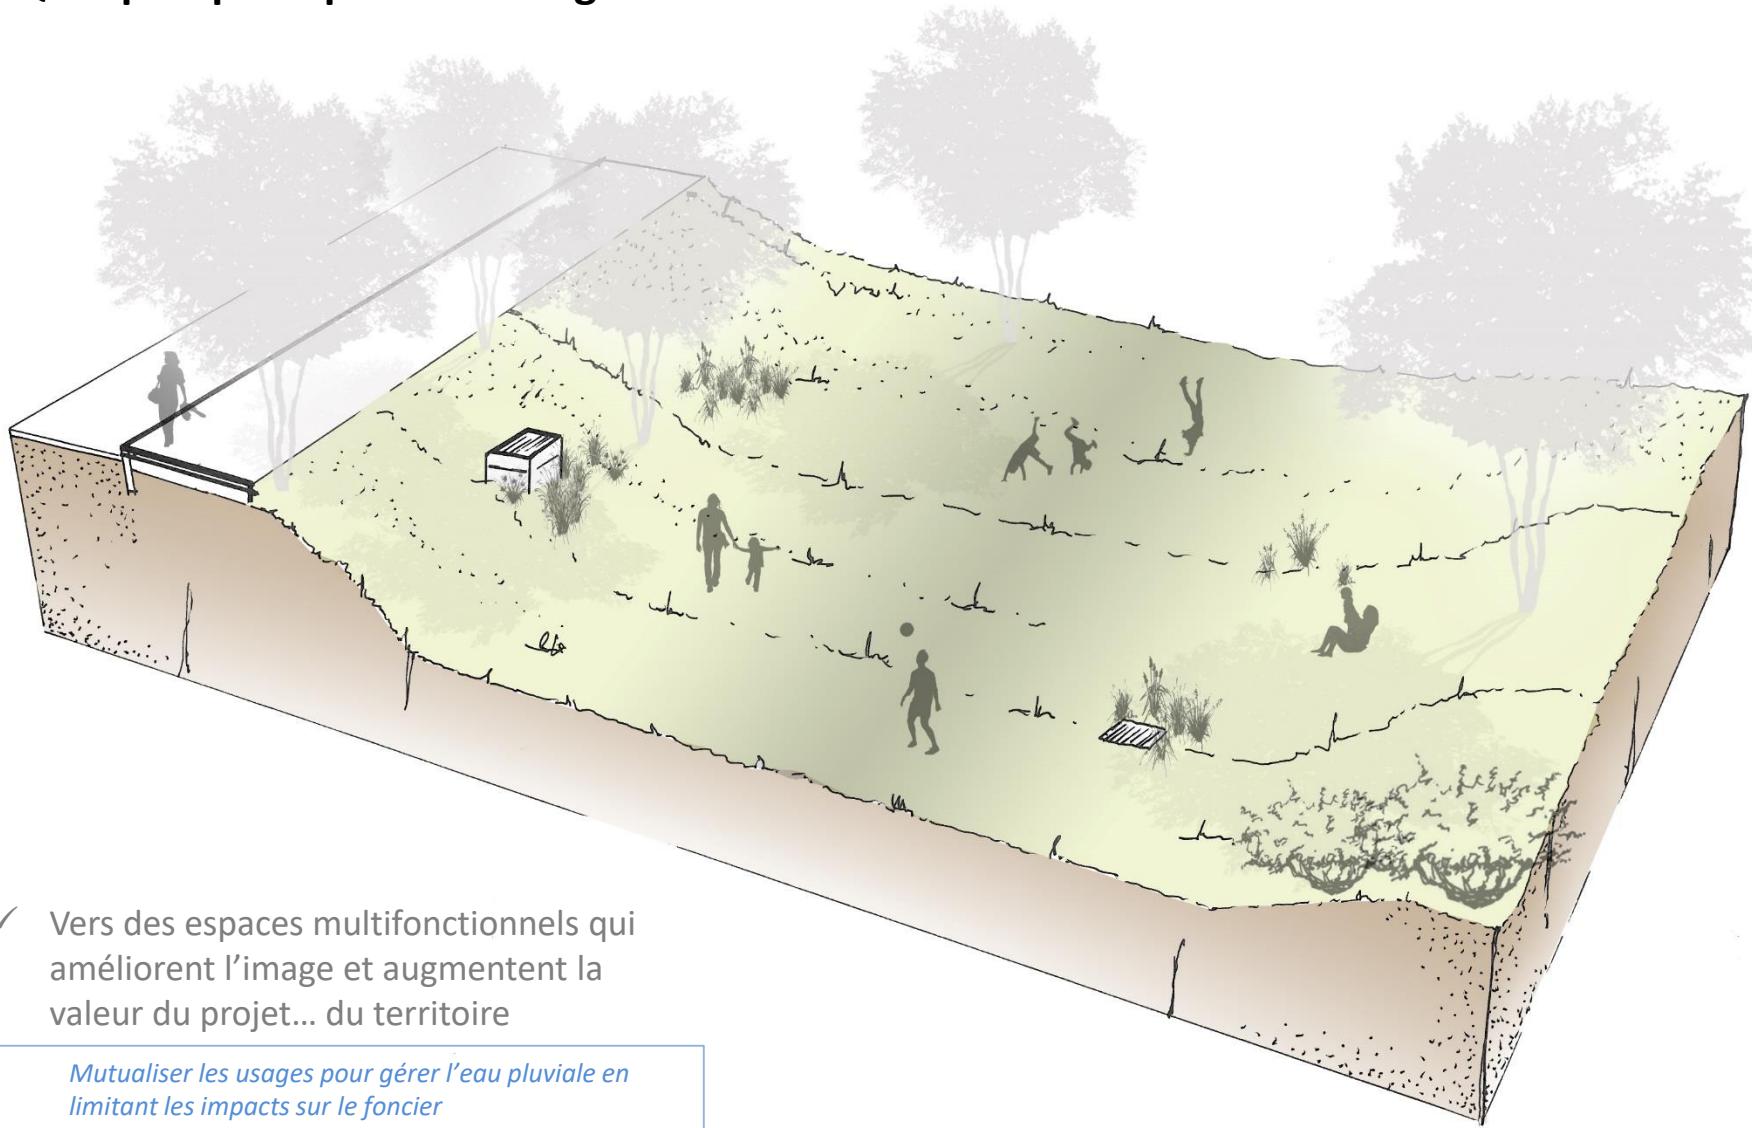 ✓ Vers des espaces multifonctionnels qui
améliorent l’image et augmentent la
valeur du projet… du territoire
Mutualiser les usages pour gérer l’eau pluviale en
limitant les impacts sur le foncier